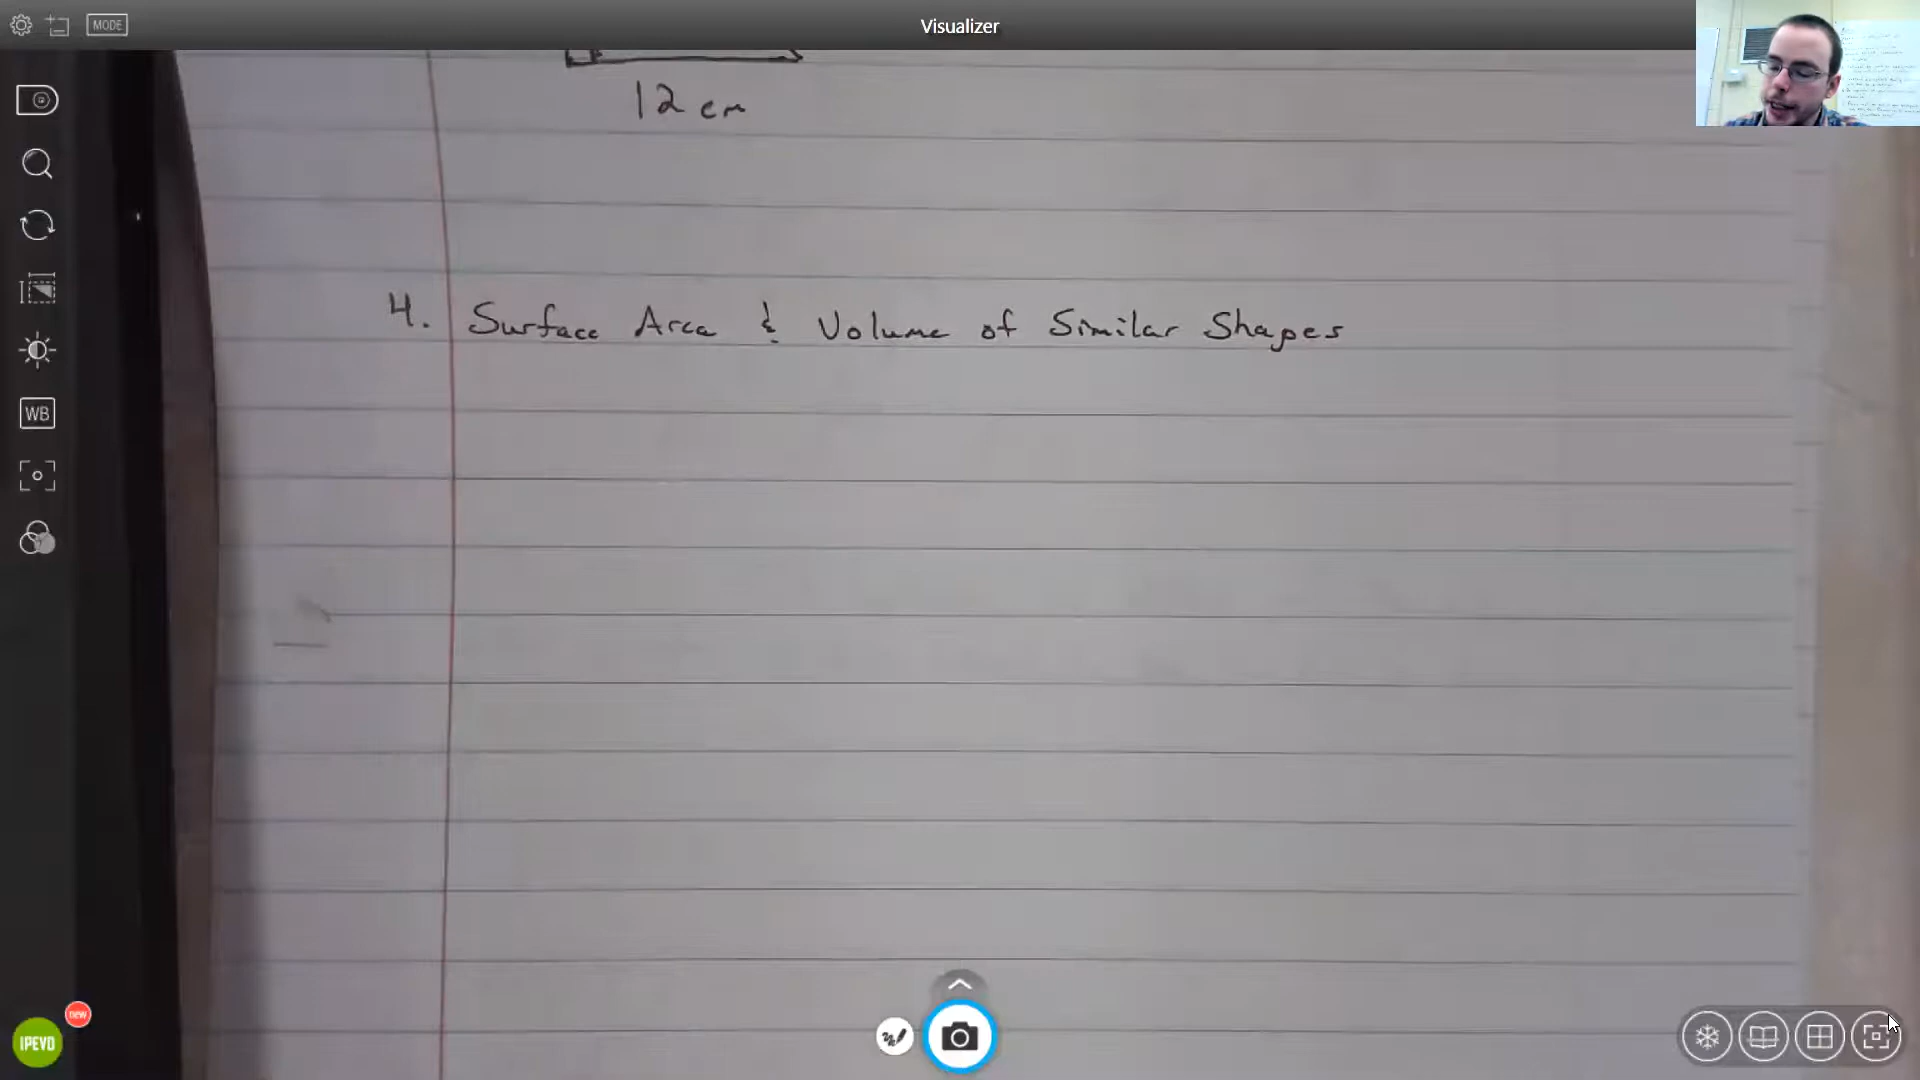 MODE
Visualizer
12 cm
4. Surface Area & Volume of Similar Shapes
WB
new
IPEVO